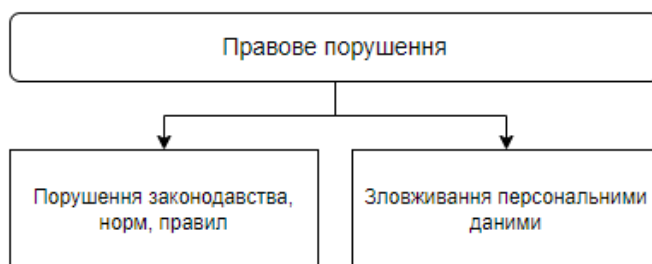 Правове порушення
Порушення законодавства,
норм, правил
Зловживання персональними
даними